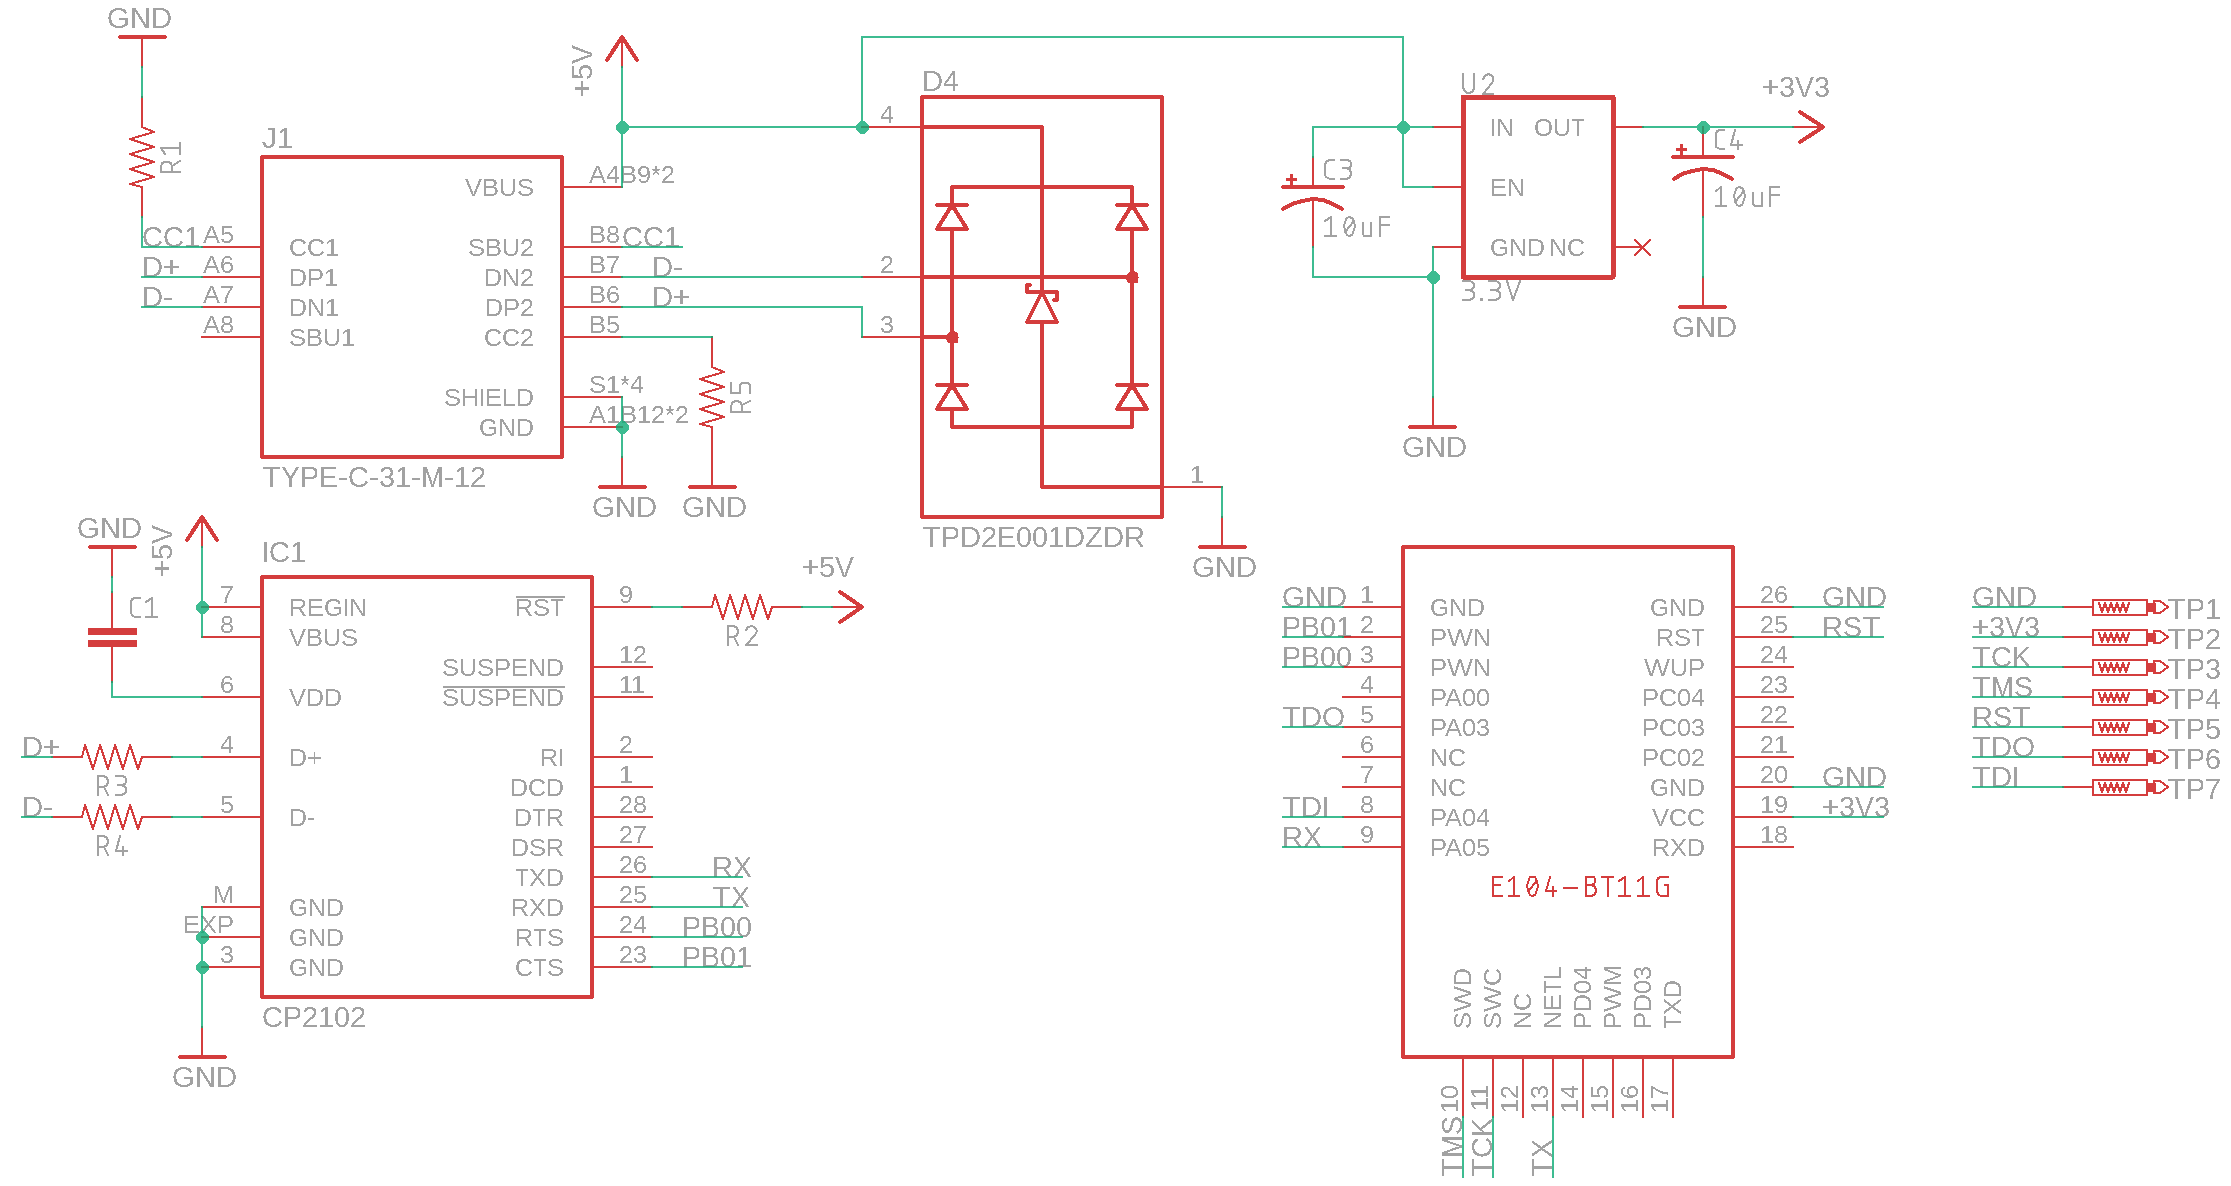 GND
R1
J1
CC1 A5 CC1
D+ A6 DP1
D- A7 DN1
A8 SBU1
VBUS A4B9*2
SBU2 B8 CC1
DN2 B7 D-
DP2 B6 D+
CC2 B5
SHIELD S1*4
GND A1B12*2
TYPE-C-31-M-12
+5V
R5
GND
GND
D4
4
2
3
1
TPD2E001DZDR
GND
U2
IN OUT
EN
GND NC
3.3V
C3
10uF
GND
+3V3
C4
10uF
GND
GND
C1
+5V
IC1
7 REGIN
8 VBUS
6 VDD
D+ R3 4 D+
D- R4 5 D-
M GND
EXP GND
3 GND
GND
RST 9 R2 +5V
SUSPEND 12
SUSPEND 11
RI 2
DCD 1
DTR 28
DSR 27
TXD 26 RX
RXD 25 TX
RTS 24 PB00
CTS 23 PB01
CP2102
GND 1 GND
PB01 2 PWN
PB00 3 PWN
4 PA00
TDO 5 PA03
6 NC
7 NC
TDI 8 PA04
RX 9 PA05
GND 26 GND
RST 25 RST
WUP 24
PC04 23
PC03 22
PC02 21
GND 20 GND
VCC 19 +3V3
RXD 18
E104-BT11G
SWD 10 TMS
SWC 11 TCK
NC 12
NETL 13 TX
PD04 14
PWM 15
PD03 16
TXD 17
GND TP1
+3V3 TP2
TCK TP3
TMS TP4
RST TP5
TDO TP6
TDI TP7